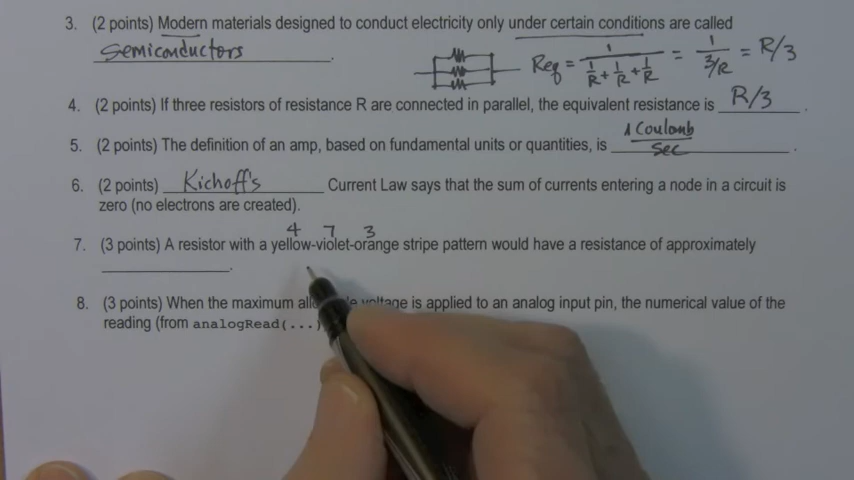 3. (2 points) Modern materials designed to conduct electricity only under certain conditions are called
Semiconductors.
Req = 1 / (1/R + 1/R + 1/R) = 1 / (3/R) = R/3
4. (2 points) If three resistors of resistance R are connected in parallel, the equivalent resistance is R/3.
5. (2 points) The definition of an amp, based on fundamental units or quantities, is 1 Coulomb / sec.
6. (2 points) Kichoff's Current Law says that the sum of currents entering a node in a circuit is
zero (no electrons are created).
4 7 3
7. (3 points) A resistor with a yellow-violet-orange stripe pattern would have a resistance of approximately
8. (3 points) When the maximum voltage is applied to an analog input pin, the numerical value of the
reading (from analogRead(...)